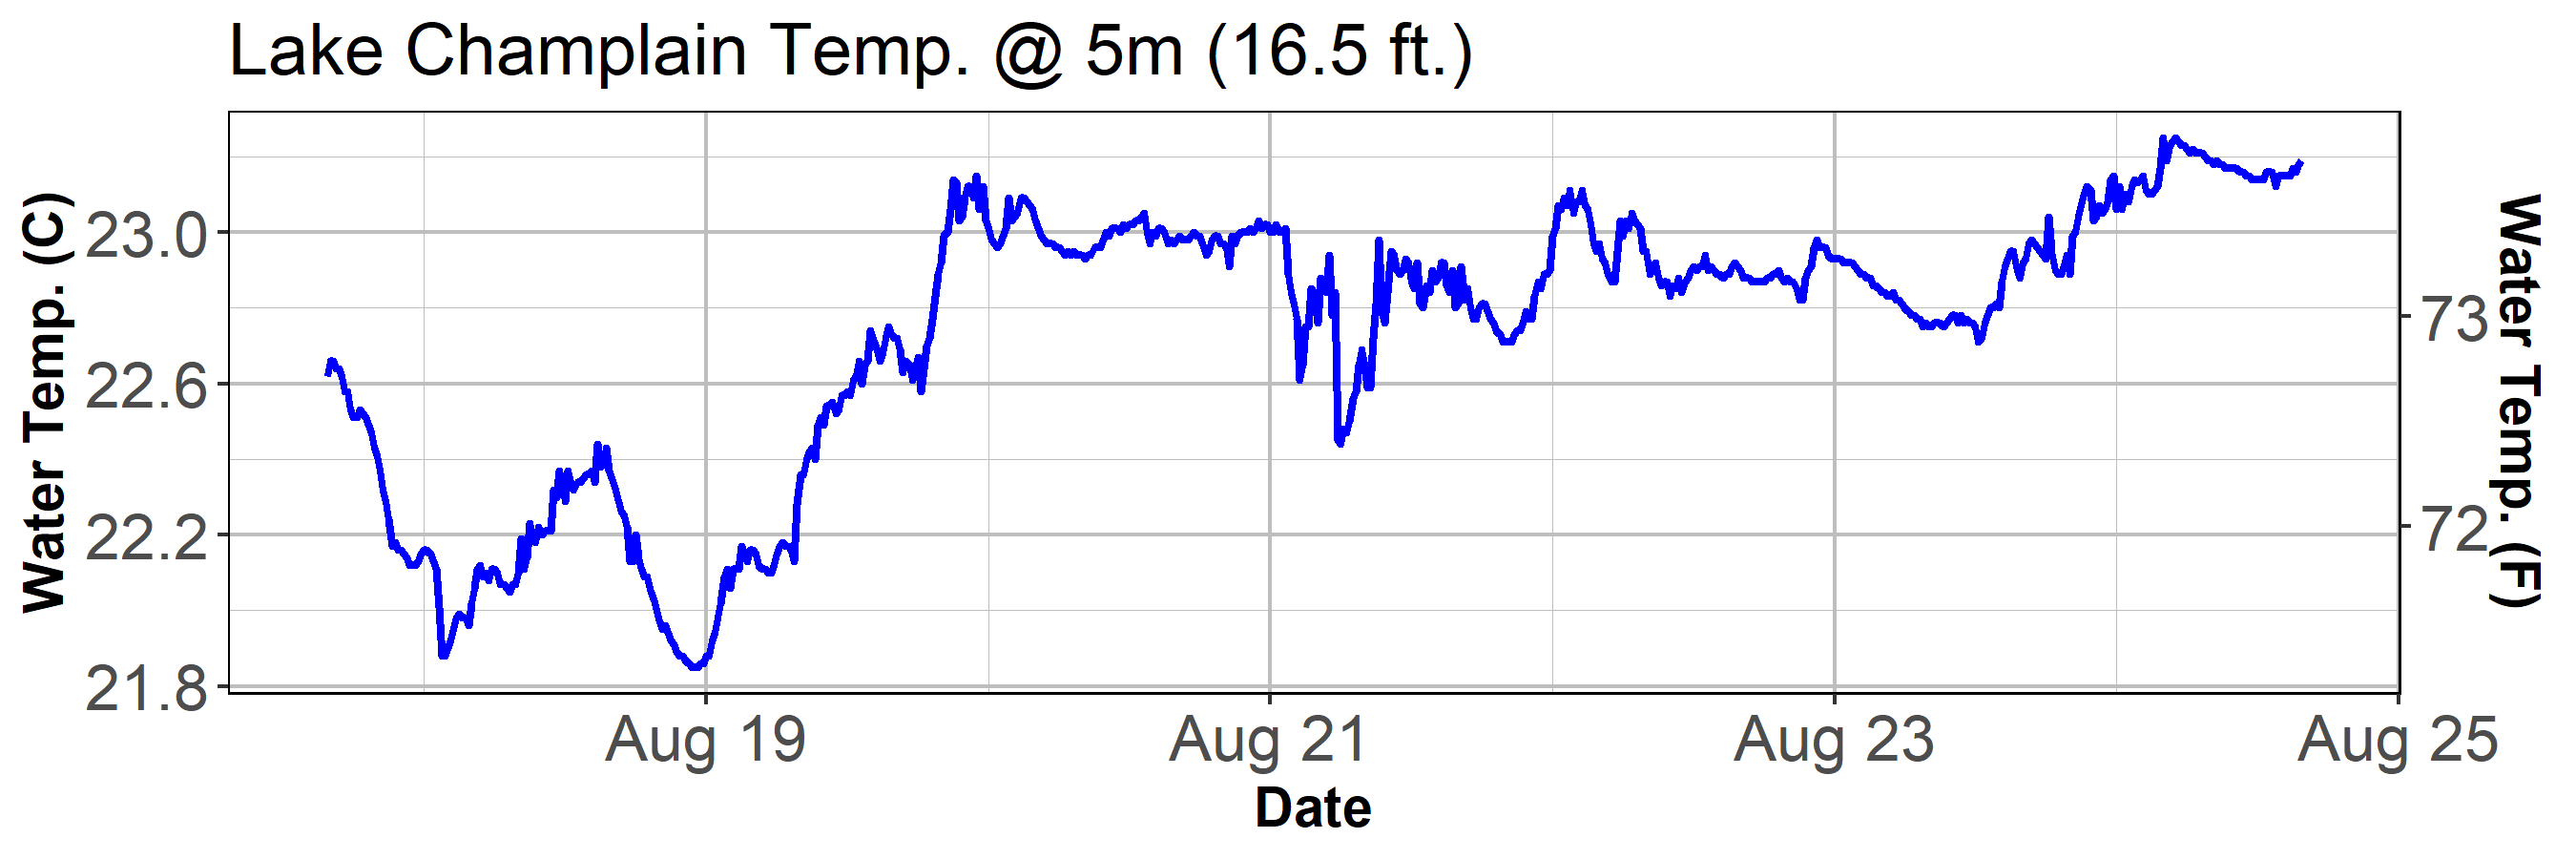 Lake Champlain Temp. @ 5m (16.5 ft.)
Water Temp. (C)
23.0
22.6
22.2
21.8
73
72
Water Temp. (F)
Aug 19
Aug 21
Aug 23
Aug 25
Date